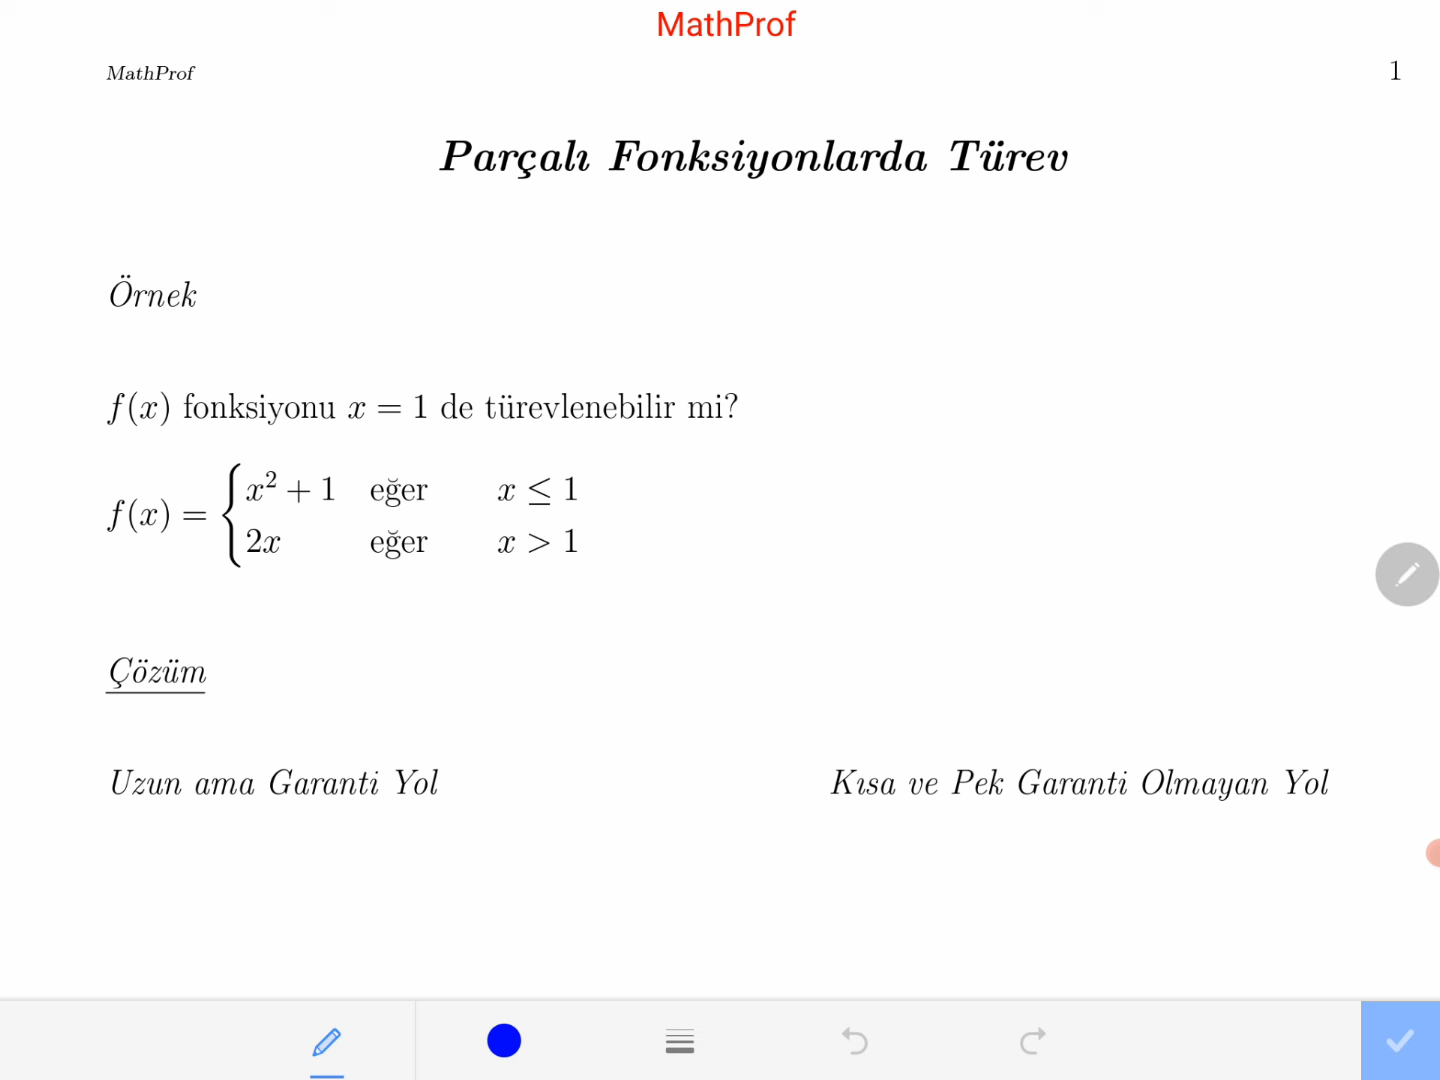 MathProf
MathProf 1
Parçalı Fonksiyonlarda Türev
Örnek
f(x) fonksiyonu x = 1 de türevlenebilir mi?
f(x) = { x² + 1 eğer x ≤ 1
2x eğer x > 1
Çözüm
Uzun ama Garanti Yol Kısa ve Pek Garanti Olmayan Yol